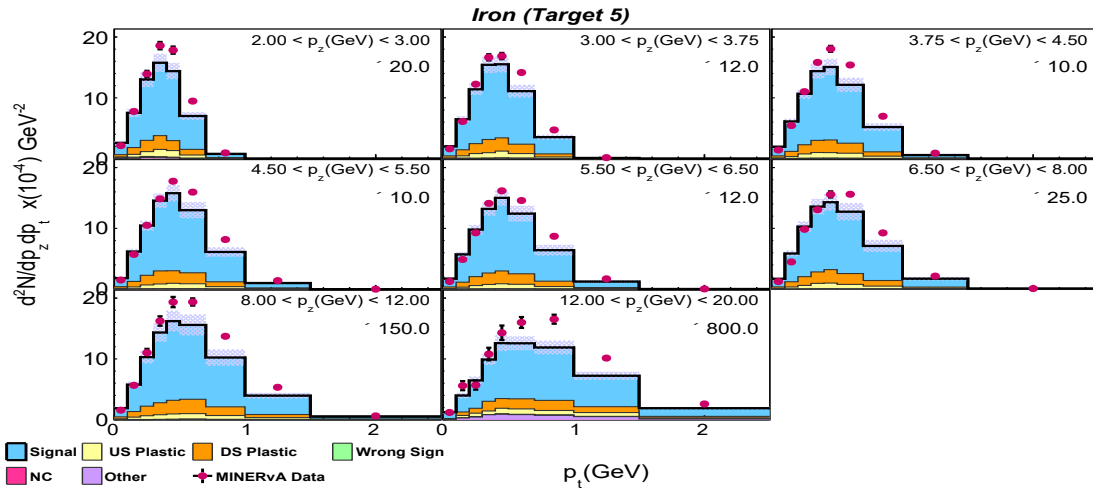 Iron (Target 5)
20
10
0
2.00 < p_z(GeV) < 3.00
´ 20.0
3.00 < p_z(GeV) < 3.75
´ 12.0
3.75 < p_z(GeV) < 4.50
´ 10.0
20
10
0
4.50 < p_z(GeV) < 5.50
´ 10.0
5.50 < p_z(GeV) < 6.50
´ 12.0
6.50 < p_z(GeV) < 8.00
´ 25.0
20
10
0
8.00 < p_z(GeV) < 12.00
´ 150.0
12.00 < p_z(GeV) < 20.00
´ 800.0
0 1 2
0 1 2
d²N/dp_z dp_t x(10⁻⁴) GeV⁻²
p_t(GeV)
Signal US Plastic DS Plastic Wrong Sign
NC Other MINERvA Data